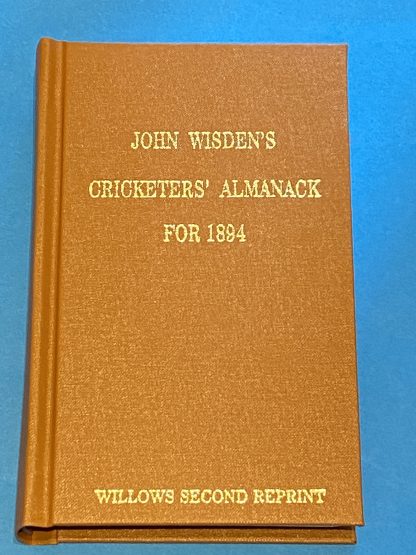 JOHN WISDEN'S
CRICKETERS' ALMANACK
FOR 1894
WILLOWS SECOND REPRINT